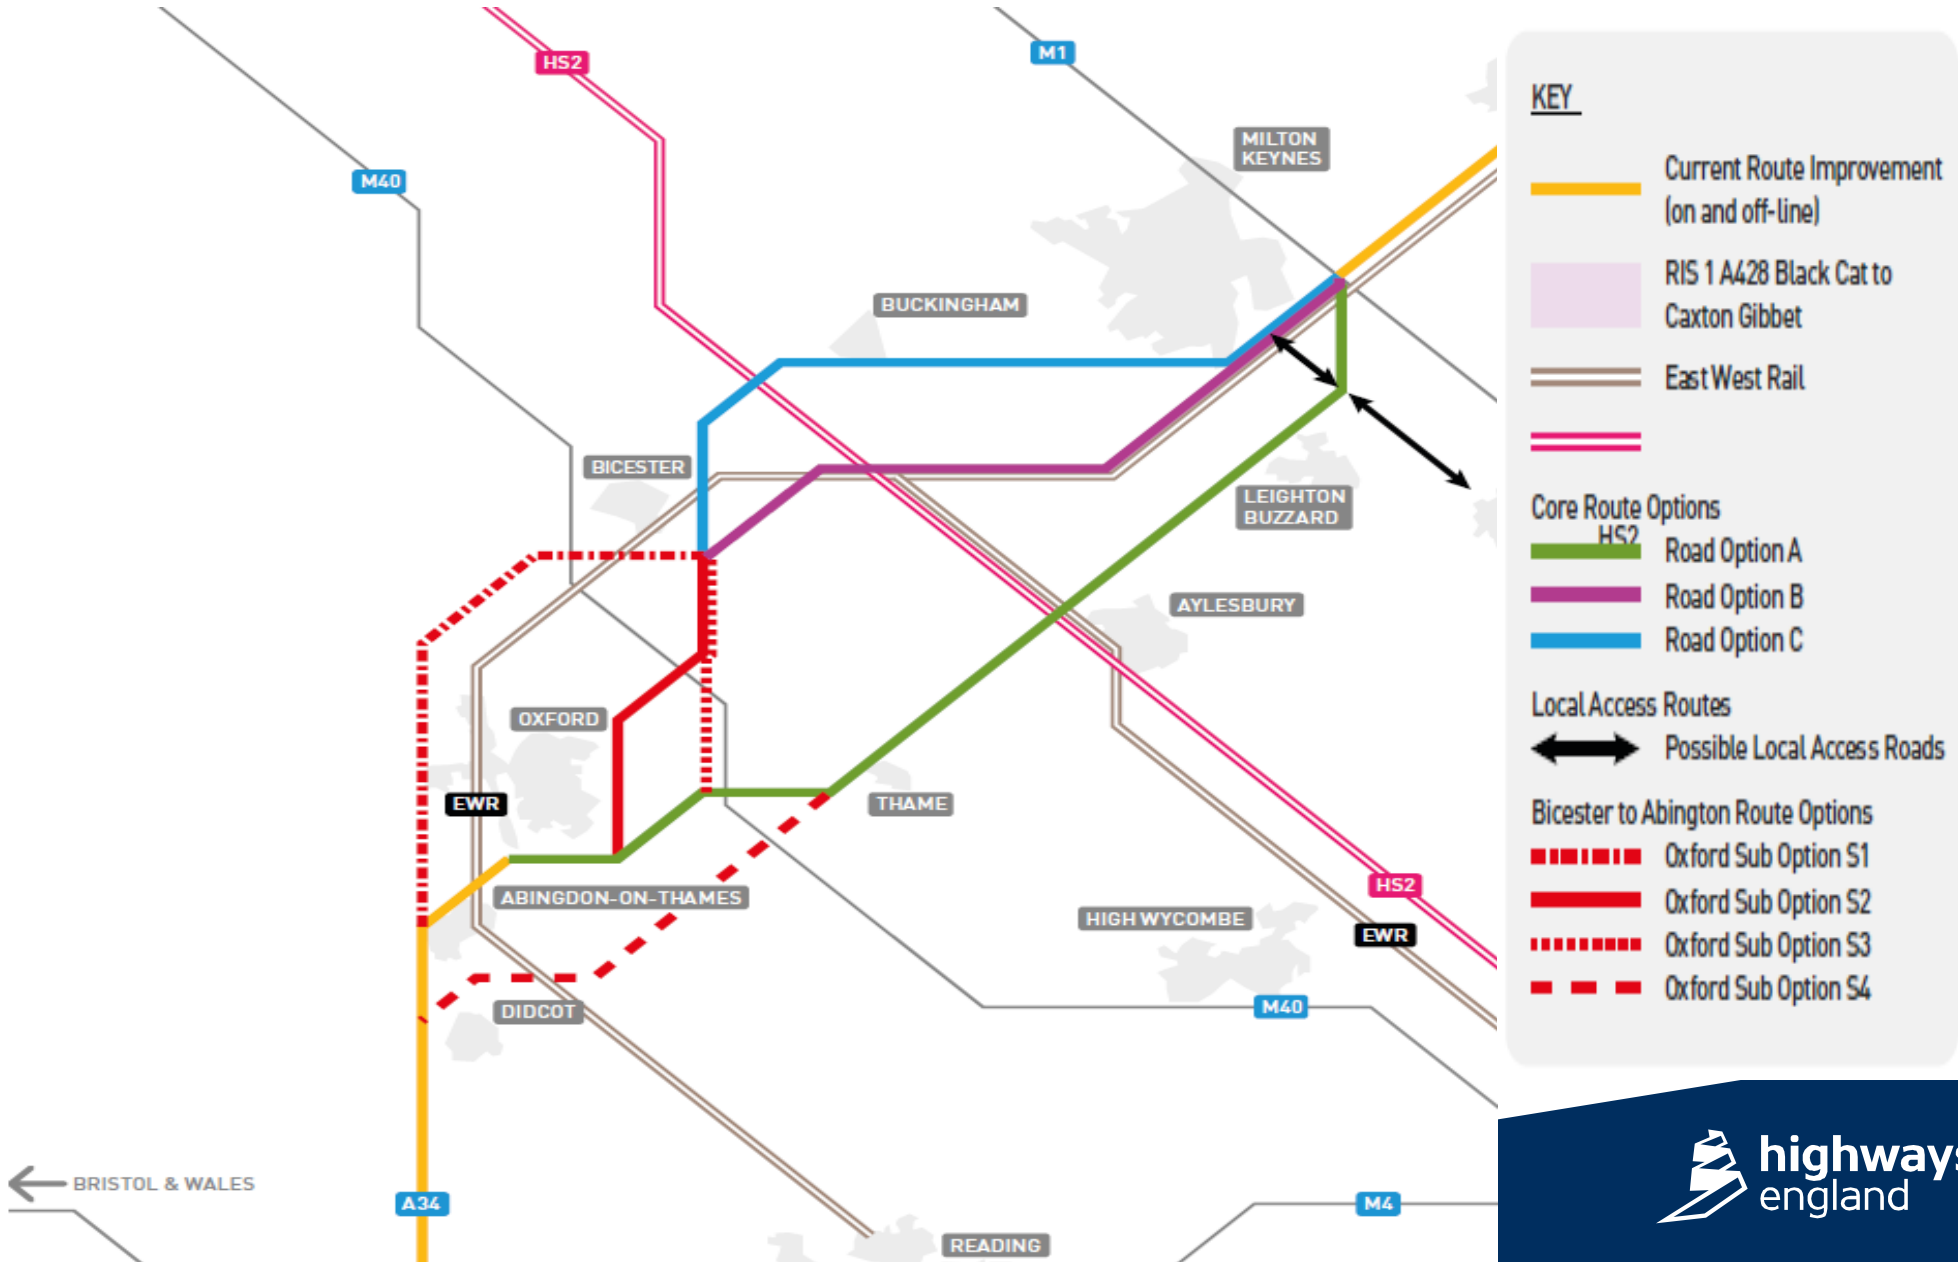 HS2
M1
M40
MILTON
KEYNES
BUCKINGHAM
BICESTER
LEIGHTON
BUZZARD
AYLESBURY
OXFORD
EWR
THAME
ABINGDON-ON-THAMES
HS2
HIGH WYCOMBE
EWR
DIDCOT
M40
BRISTOL & WALES
A34
M4
READING
KEY
Current Route Improvement
(on and off-line)
RIS 1 A428 Black Cat to
Caxton Gibbet
East West Rail
Core Route Options
HS2
Road Option A
Road Option B
Road Option C
Local Access Routes
Possible Local Access Roads
Bicester to Abington Route Options
Oxford Sub Option S1
Oxford Sub Option S2
Oxford Sub Option S3
Oxford Sub Option S4
highways
england